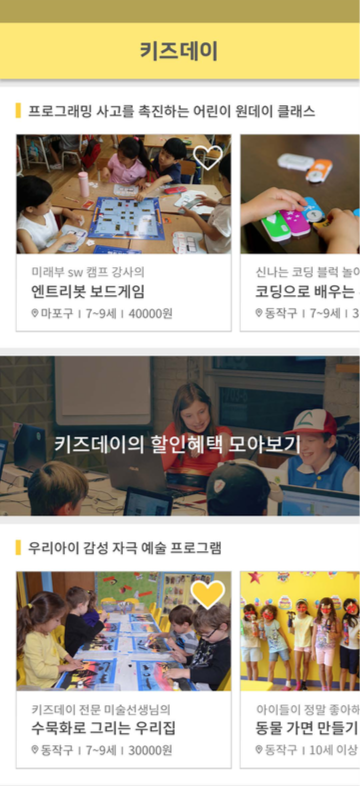 키즈데이
프로그래밍 사고를 촉진하는 어린이 원데이 클래스
미래부 sw 캠프 강사의
엔트리봇 보드게임
마포구 | 7~9세 | 40000원
신나는 코딩 블럭
코딩으로 배우는
동작구 | 7~9세 | 3
키즈데이의 할인혜택 모아보기
우리아이 감성 자극 예술 프로그램
키즈데이 전문 미술선생님의
수묵화로 그리는 우리집
동작구 | 7~9세 | 30000원
아이들이 정말 좋아
동물 가면 만들기
동작구 | 10세 이상